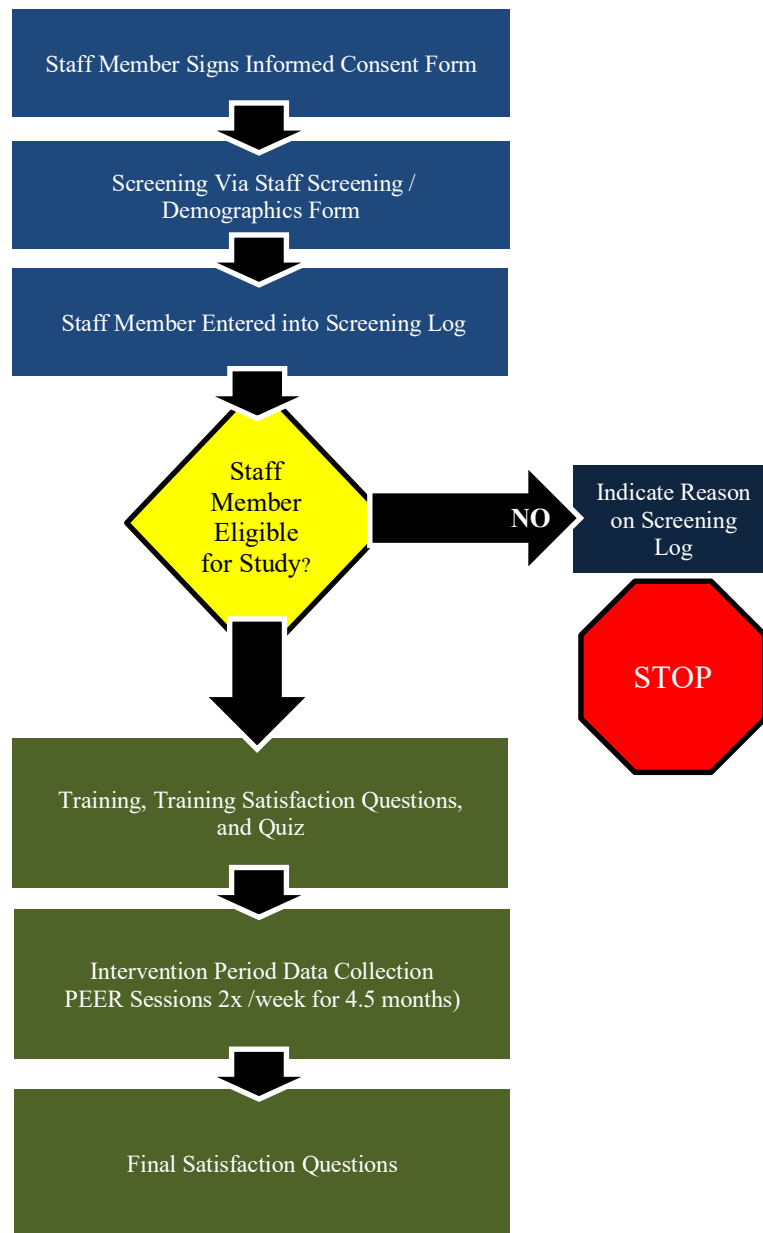 Staff Member Signs Informed Consent Form
Screening Via Staff Screening /
Demographics Form
Staff Member Entered into Screening Log
Staff
Member
Eligible
for Study?
NO
Indicate Reason
on Screening
Log
STOP
Training, Training Satisfaction Questions,
and Quiz
Intervention Period Data Collection
PEER Sessions 2x /week for 4.5 months)
Final Satisfaction Questions